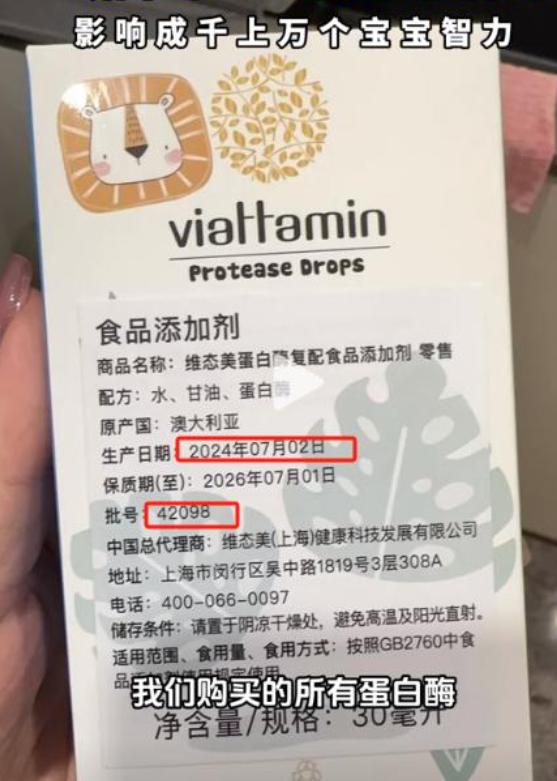 影响成千上万个宝宝智力
viattamin
Protease Drops
食品添加剂
商品名称：维态美蛋白酶复配食品添加剂 零售
配方：水、甘油、蛋白酶
原产国：澳大利亚
生产日期：2024年07月02日
保质期(至)：2026年07月01日
批号：42098
中国总代理商：维态美(上海)健康科技发展有限公司
地址：上海市闵行区吴中路1819号3层308A
电话：400-066-0097
储存条件：请置于阴凉干燥处，避免高温及阳光直射。
适用范围、食用量、食用方式：按照GB2760中食
我们购买的所有蛋白酶
净含量/规格：30毫升